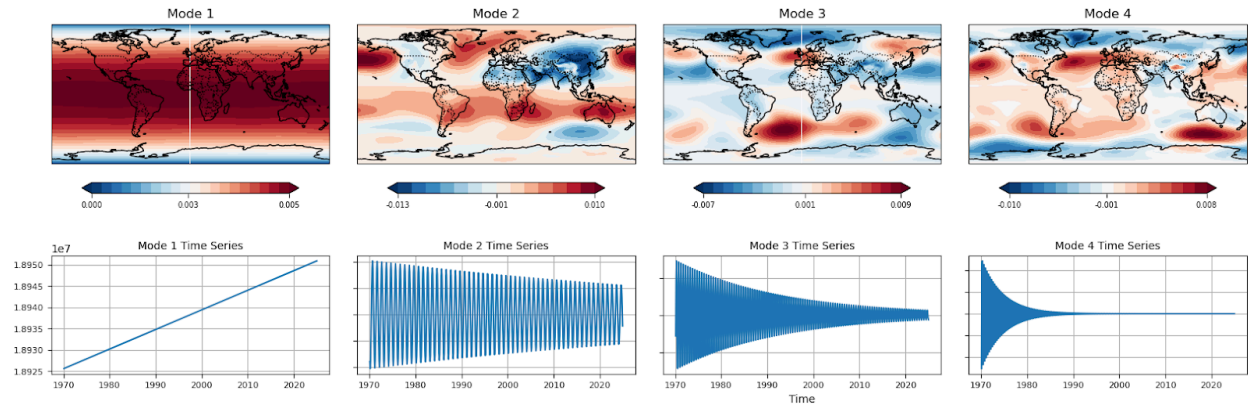 Mode 1
Mode 2
Mode 3
Mode 4
0.000 0.003 0.005
-0.013 -0.001 0.010
-0.007 0.001 0.009
-0.010 -0.001 0.008
Mode 1 Time Series
Mode 2 Time Series
Mode 3 Time Series
Mode 4 Time Series
1e7
1.8950
1.8945
1.8940
1.8935
1.8930
1.8925
1970 1980 1990 2000 2010 2020
1970 1980 1990 2000 2010 2020
1970 1980 1990 2000 2010 2020
1970 1980 1990 2000 2010 2020
Time